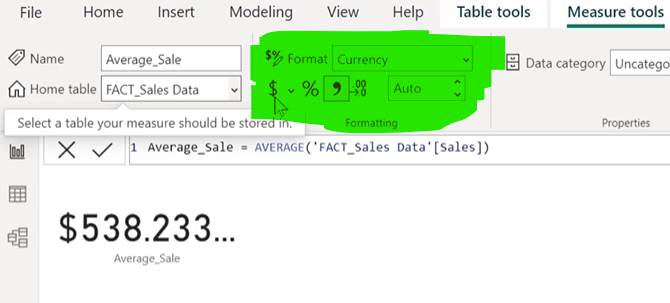 File Home Insert Modeling View Help Table tools Measure tools
Name Average_Sale $% Format Currency Data category Uncatego
Home table FACT_Sales Data $ % , .00 →0 Auto
Select a table your measure should be stored in. Formatting Properties
1 Average_Sale = AVERAGE('FACT_Sales Data'[Sales])
$538.233...
Average_Sale